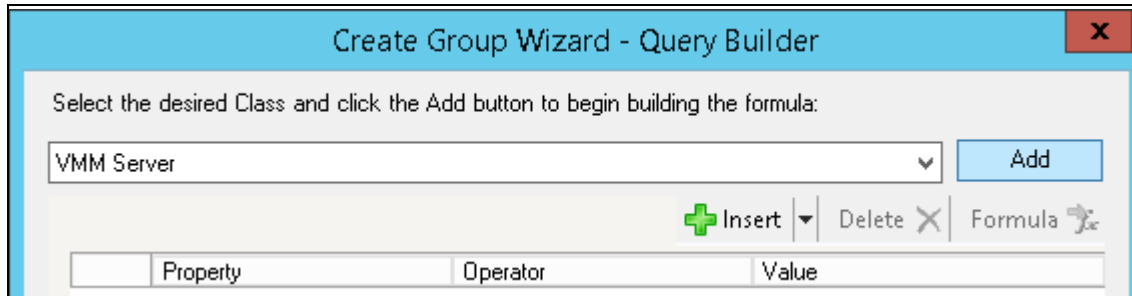 Create Group Wizard - Query Builder
x
Select the desired Class and click the Add button to begin building the formula:
VMM Server
Add
Insert Delete Formula
Property Operator Value